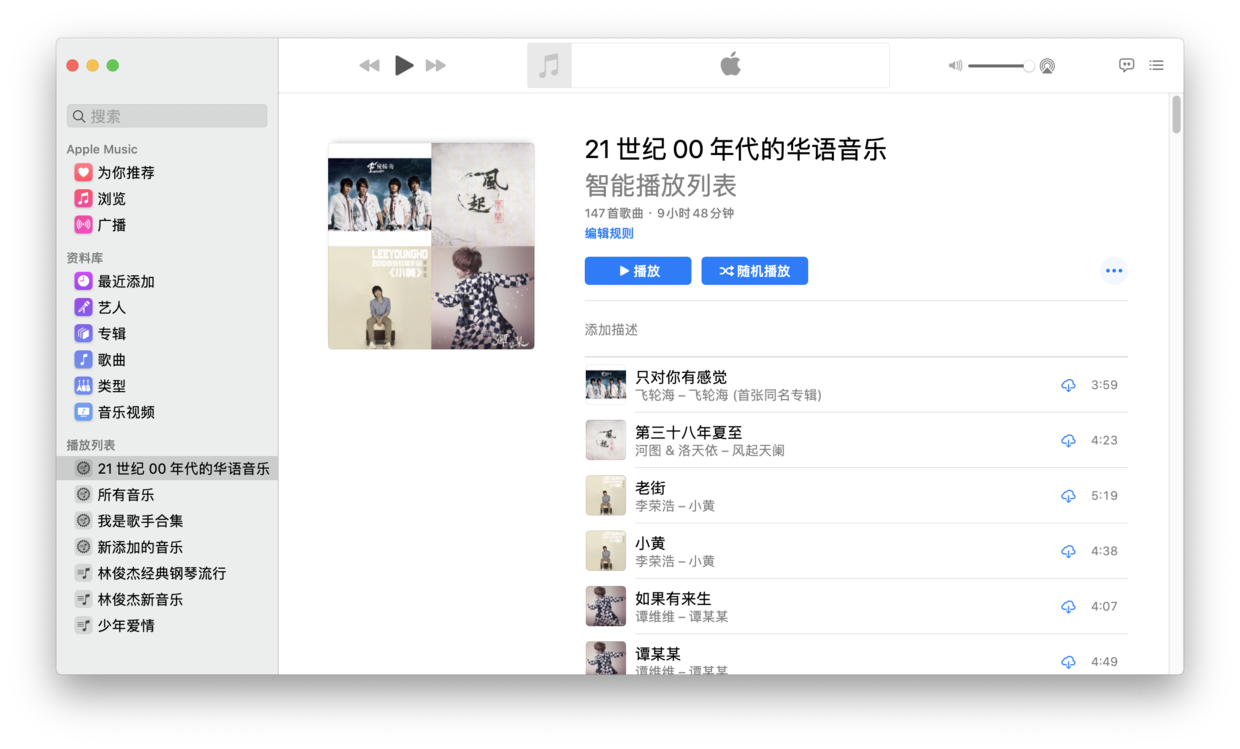 搜索
Apple Music
为你推荐
浏览
广播
资料库
最近添加
艺人
专辑
歌曲
类型
音乐视频
播放列表
21 世纪 00 年代的华语音乐
所有音乐
我是歌手合集
新添加的音乐
林俊杰经典钢琴流行
林俊杰新音乐
少年爱情
飛輪海
風起
LEEYOUNGHO
《小黄》
21 世纪 00 年代的华语音乐
智能播放列表
147 首歌曲 · 9 小时 48 分钟
编辑规则
播放
随机播放
添加描述
只对你有感觉
飞轮海 – 飞轮海 (首张同名专辑)
3:59
第三十八年夏至
河图 & 洛天依 – 风起天阑
4:23
老街
李荣浩 – 小黄
5:19
小黄
李荣浩 – 小黄
4:38
如果有来生
谭维维 – 谭某某
4:07
谭某某
谭维维 – 谭某某
4:49